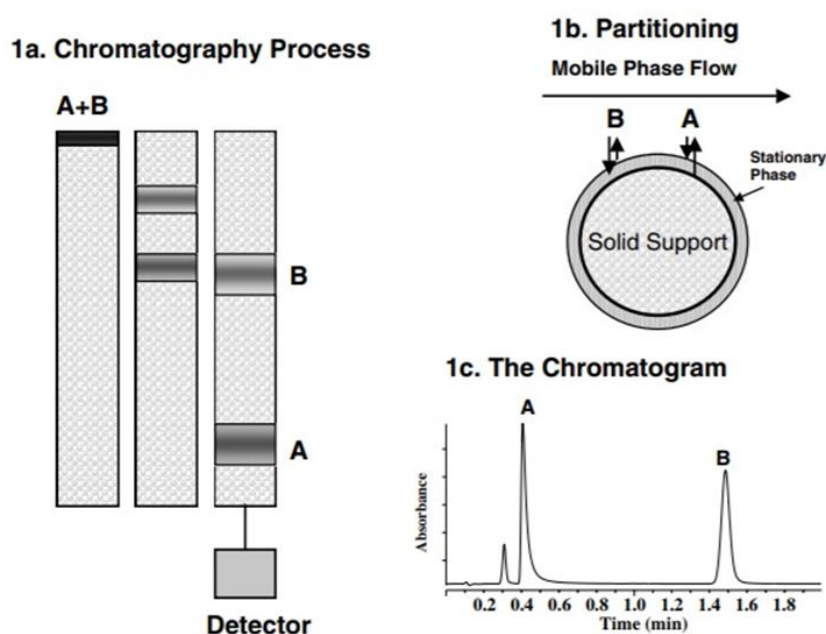 1a. Chromatography Process
A+B
B
A
Detector
1b. Partitioning
Mobile Phase Flow
B A
Stationary
Phase
Solid Support
1c. The Chromatogram
A
B
Absorbance
0.2 0.4 0.6 0.8 1.0 1.2 1.4 1.6 1.8
Time (min)